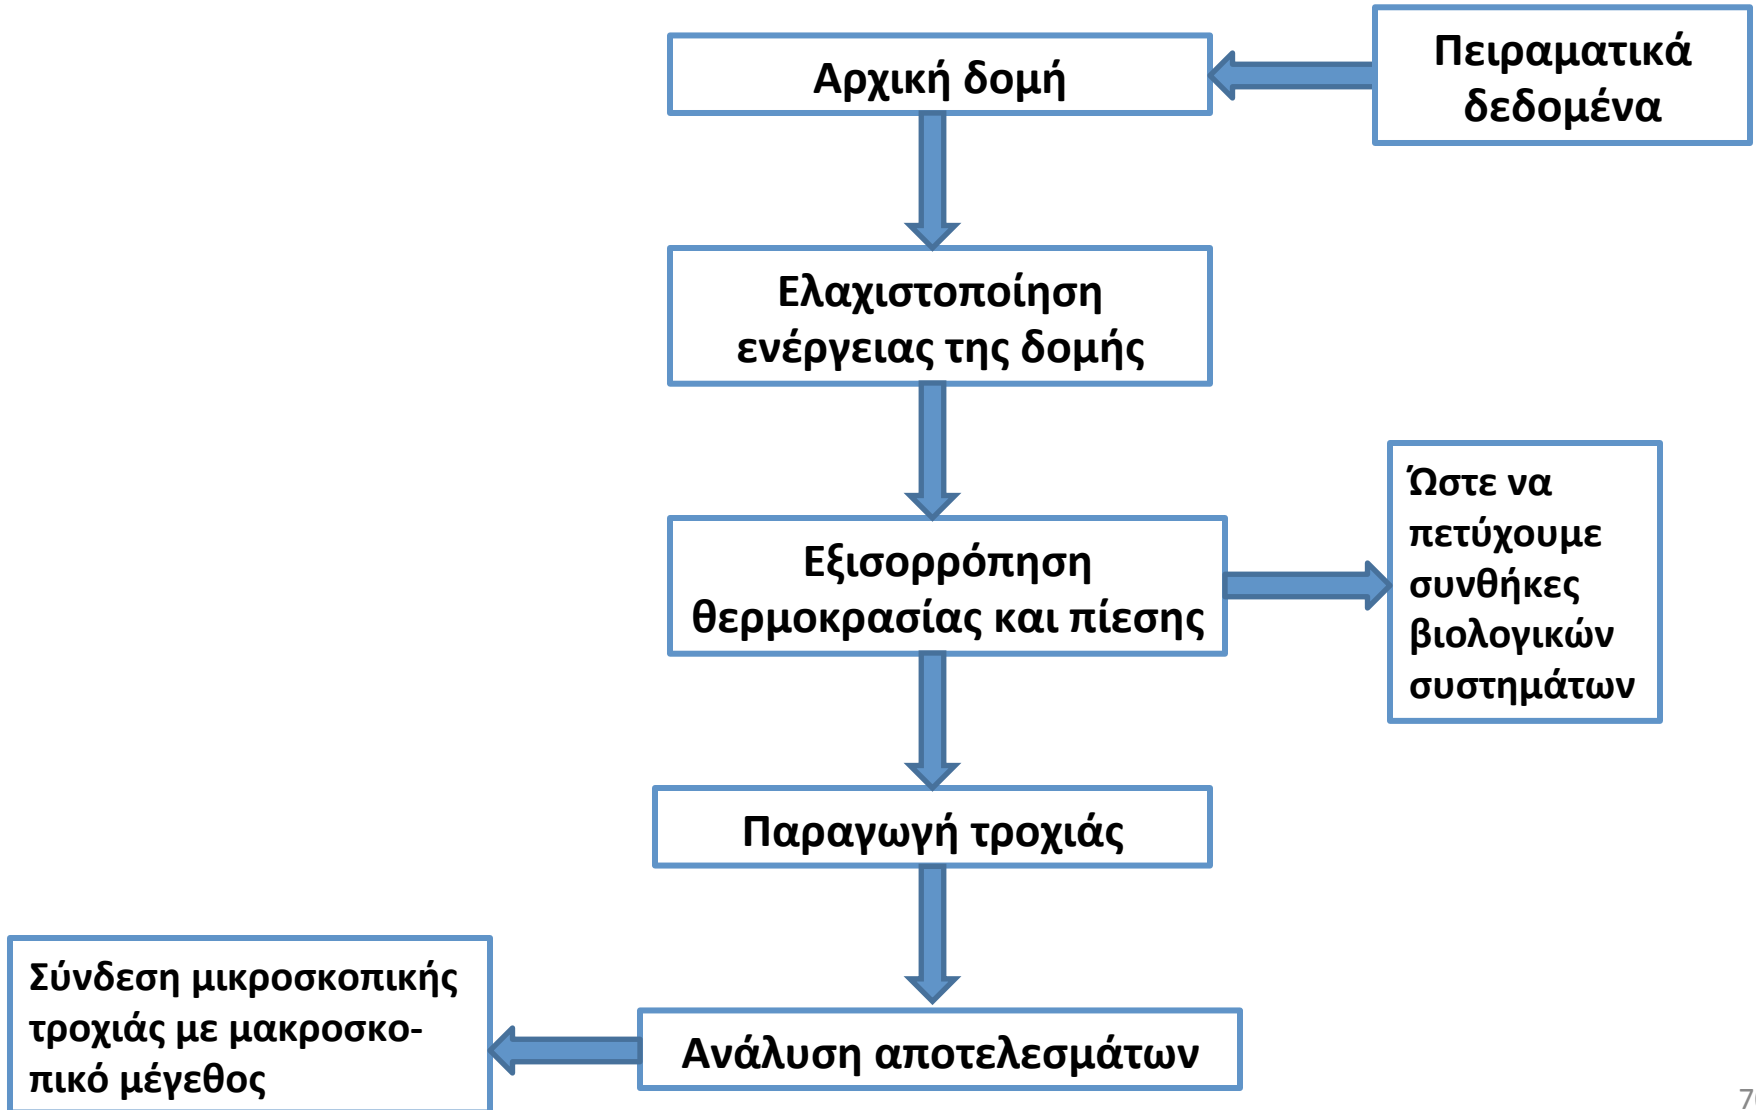 Αρχική δομή
Πειραματικά
δεδομένα
Ελαχιστοποίηση
ενέργειας της δομής
Εξισορρόπηση
θερμοκρασίας και πίεσης
Ώστε να
πετύχουμε
συνθήκες
βιολογικών
συστημάτων
Παραγωγή τροχιάς
Ανάλυση αποτελεσμάτων
Σύνδεση μικροσκοπικής
τροχιάς με μακροσκο-
πικό μέγεθος